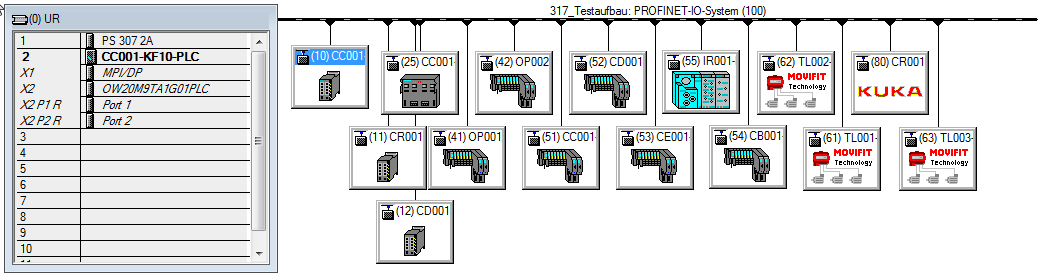 317_Testaufbau: PROFINET-IO-System (100)
(0) UR
1 PS 307 2A
2 CC001-KF10-PLC
X1 MPI/DP
X2 OW20M9TA1G01PLC
X2 P1 R Port 1
X2 P2 R Port 2
3
4
5
6
7
8
9
10
(10) CC001
(25) CC001-
(42) OP002
(52) CD001
(55) IR001-
(62) TL002-
MOVIFIT
Technology
(80) CR001
KUKA
(11) CR001
(41) OP001
(51) CC001-
(53) CE001-
(54) CB001-
(61) TL001-
MOVIFIT
Technology
(63) TL003-
MOVIFIT
Technology
(12) CD001